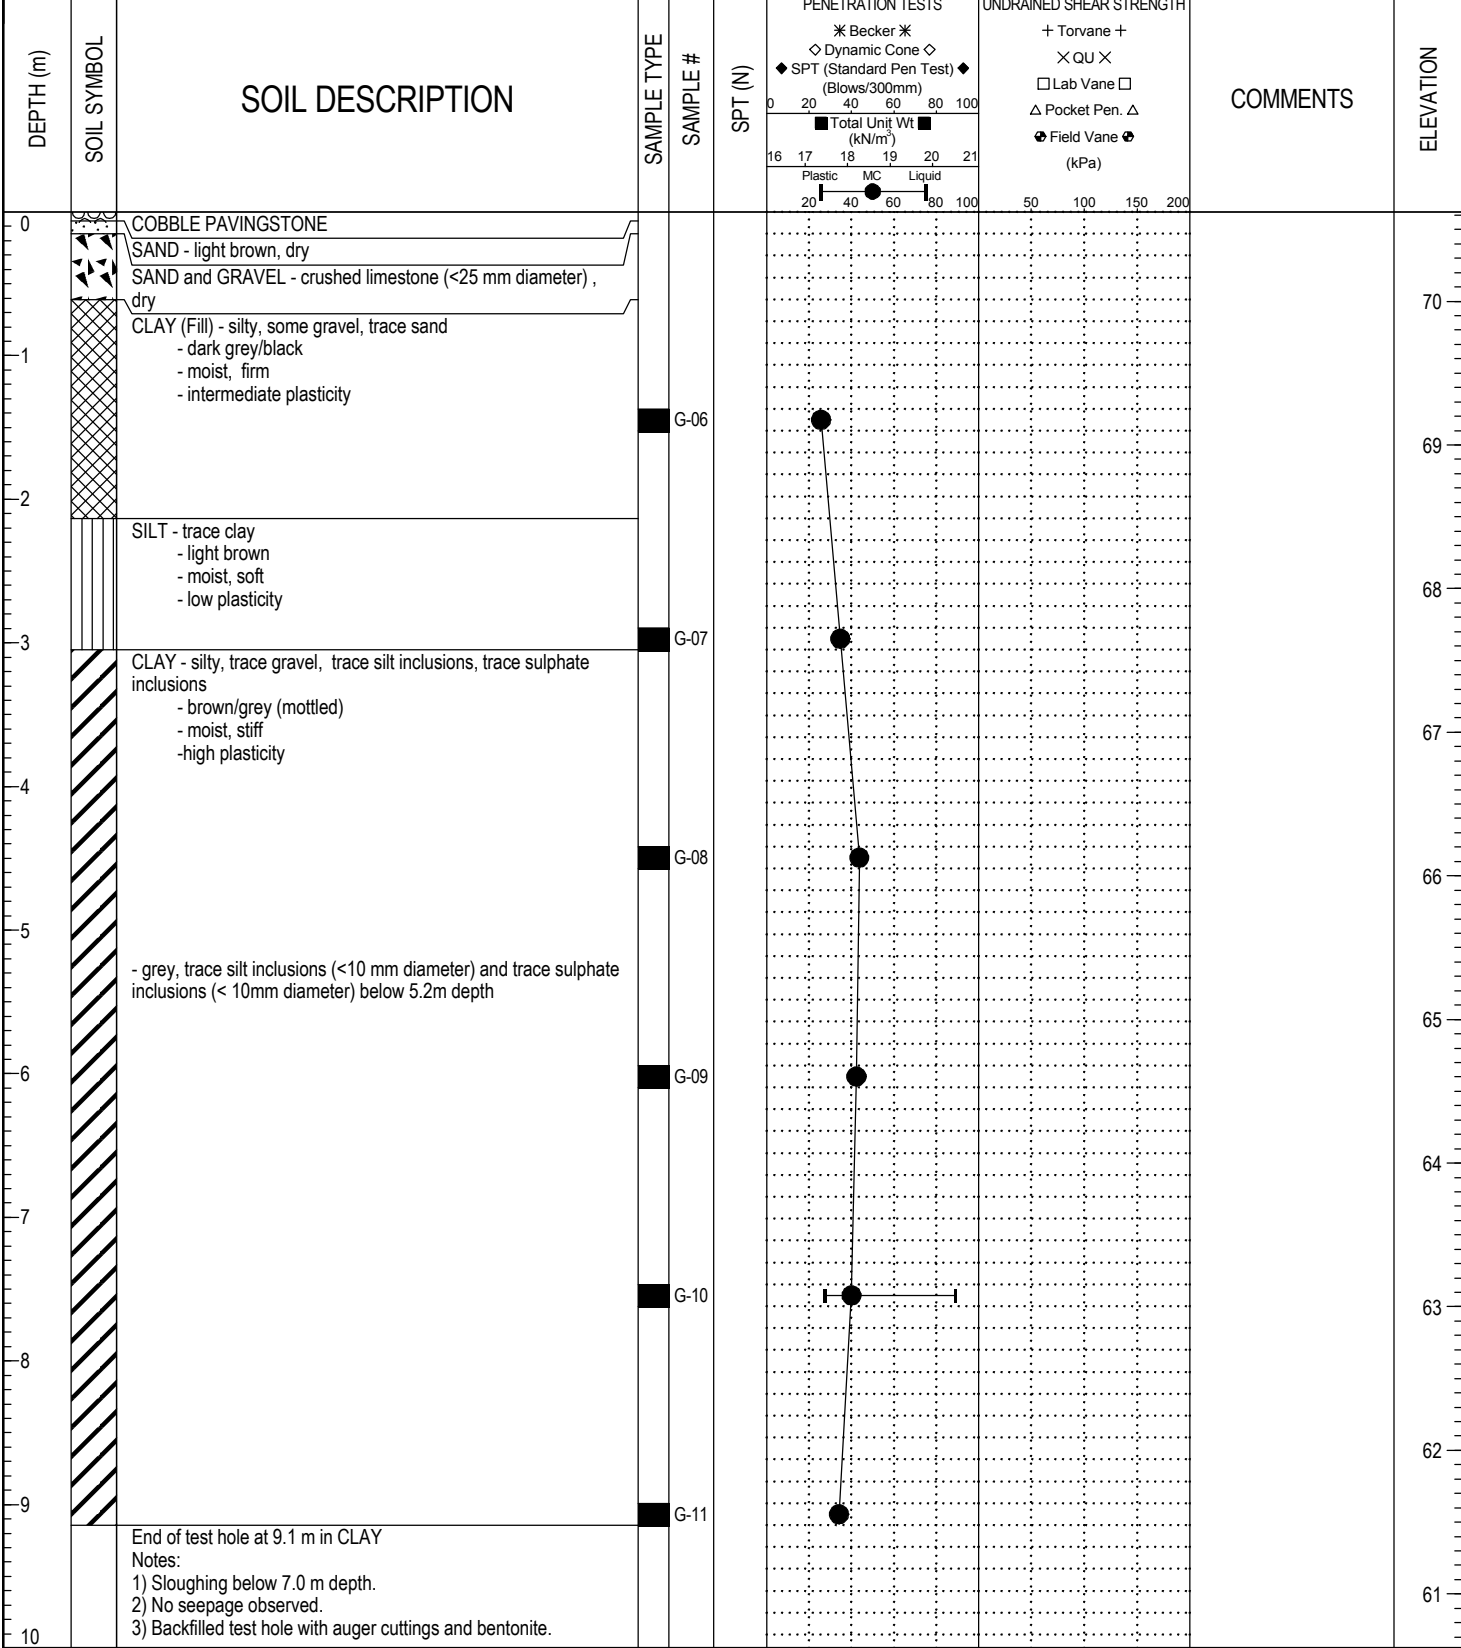 DEPTH (m)
SOIL SYMBOL
SOIL DESCRIPTION
SAMPLE TYPE
SAMPLE #
SPT (N)
PENETRATION TESTS
✳ Becker ✳
◇ Dynamic Cone ◇
◆ SPT (Standard Pen Test) ◆
(Blows/300mm)
0 20 40 60 80 100
■ Total Unit Wt ■
(kN/m³)
16 17 18 19 20 21
Plastic MC Liquid
20 40 60 80 100
UNDRAINED SHEAR STRENGTH
+ Torvane +
× QU ×
□ Lab Vane □
△ Pocket Pen. △
Field Vane
(kPa)
50 100 150 200
COMMENTS
ELEVATION
0
COBBLE PAVINGSTONE
SAND - light brown, dry
SAND and GRAVEL - crushed limestone (<25 mm diameter) ,
dry
70
CLAY (Fill) - silty, some gravel, trace sand
- dark grey/black
1
- moist, firm
- intermediate plasticity
G-06
69
2
SILT - trace clay
- light brown
- moist, soft
68
- low plasticity
G-07
3
CLAY - silty, trace gravel, trace silt inclusions, trace sulphate
inclusions
- brown/grey (mottled)
- moist, stiff
67
-high plasticity
4
G-08
66
5
- grey, trace silt inclusions (<10 mm diameter) and trace sulphate
inclusions (< 10mm diameter) below 5.2m depth
65
6
G-09
64
7
G-10
63
8
62
9
G-11
End of test hole at 9.1 m in CLAY
Notes:
1) Sloughing below 7.0 m depth.
61
2) No seepage observed.
3) Backfilled test hole with auger cuttings and bentonite.
10